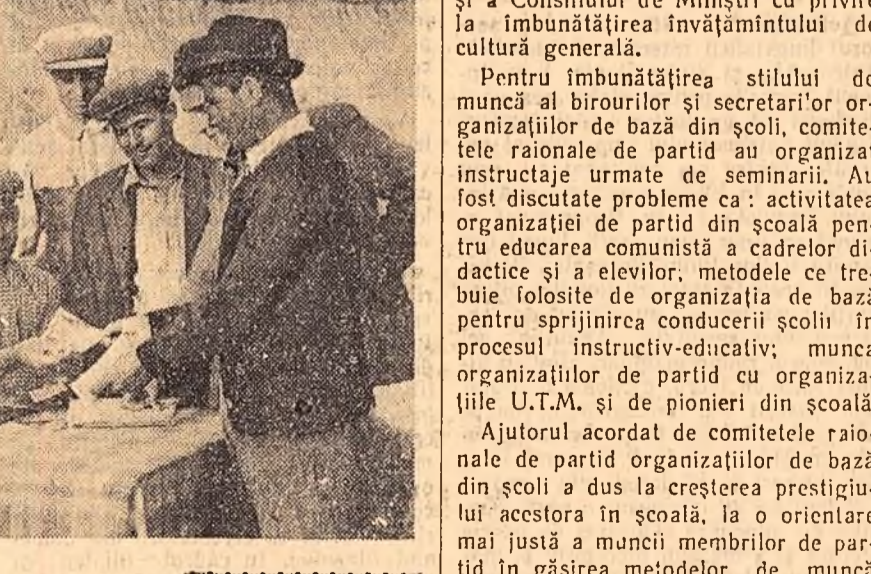 și a Consiliului de Miniștri cu privire
la îmbunătățirea învățămîntului de
cultură generală.
Pentru îmbunătățirea stilului de
muncă al birourilor și secretari'or or-
ganizațiilor de bază din școli, comite-
tele raionale de partid au organizat
instructaje urmate de seminarii. Au
fost discutate probleme ca : activitatea
organizației de partid din școală pen-
tru educarea comunistă a cadrelor di-
dactice și a elevilor; metodele ce tre-
buie folosite de organizația de bază
pentru sprijinirea conducerii școlii în
procesul instructiv-educativ; munca
organizațiilor de partid cu organiza-
țiile U.T.M. și de pionieri din școală
Ajutorul acordat de comitetele raio-
nale de partid organizațiilor de bază
din școli a dus la creșterea prestigiu-
lui acestora în școală, la o orientare
mai justă a muncii membrilor de par-
tid în găsirea metodelor de muncă